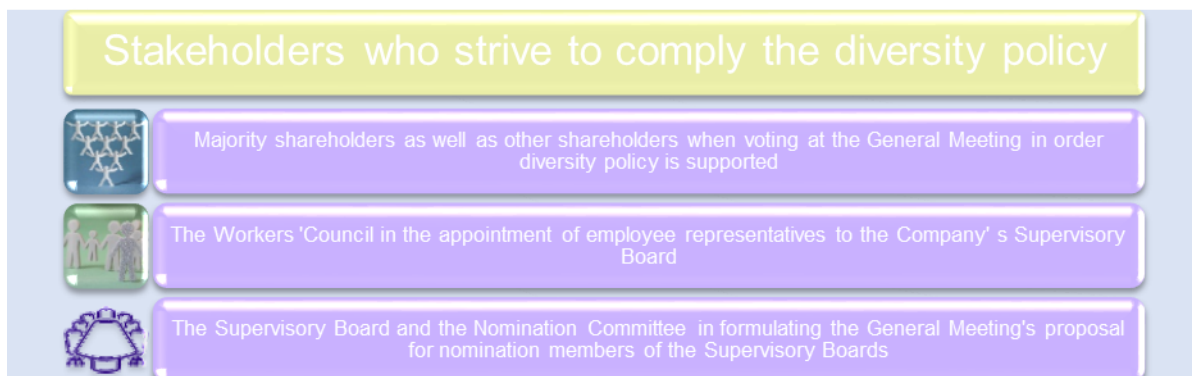 Stakeholders who strive to comply the diversity policy
Majority shareholders as well as other shareholders when voting at the General Meeting in order
diversity policy is supported
The Workers 'Council in the appointment of employee representatives to the Company' s Supervisory
Board
The Supervisory Board and the Nomination Committee in formulating the General Meeting's proposal
for nomination members of the Supervisory Boards